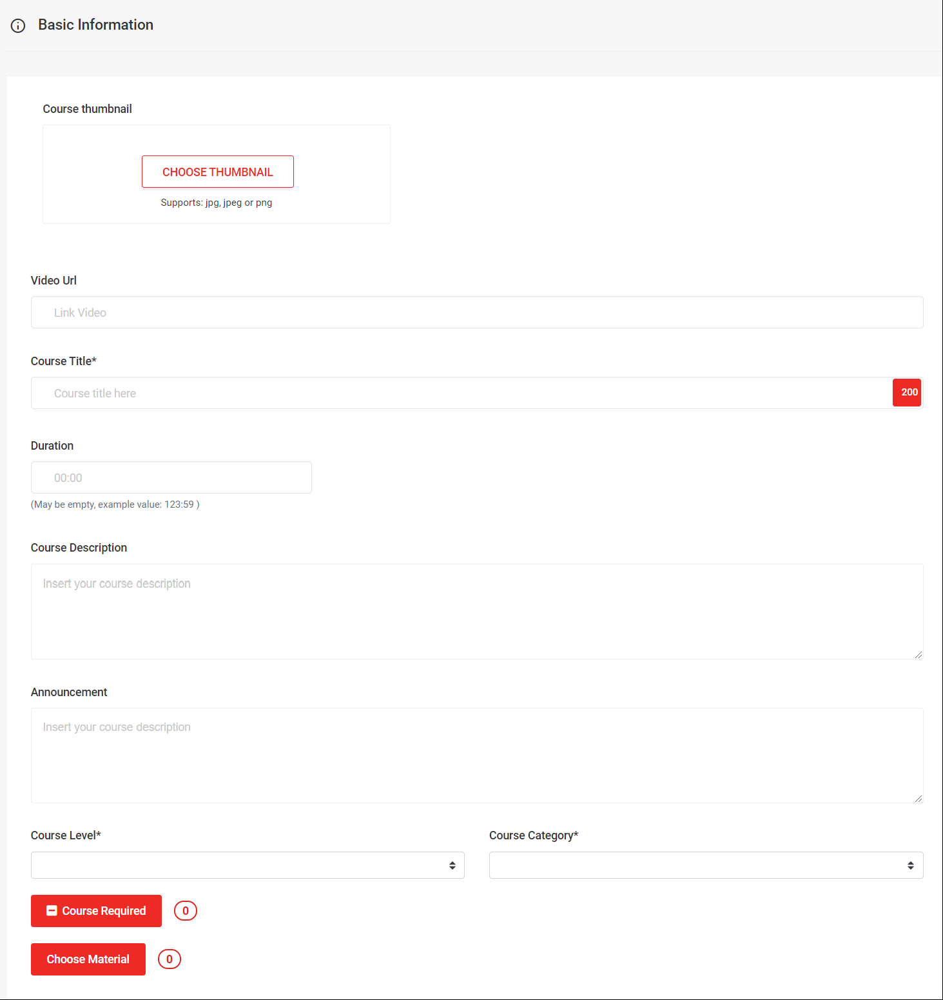 Basic Information
Course thumbnail
CHOOSE THUMBNAIL
Supports: jpg, jpeg or png
Video Url
Link Video
Course Title*
Course title here
200
Duration
00:00
(May be empty, example value: 123:59 )
Course Description
Insert your course description
Announcement
Insert your course description
Course Level*
Course Category*
Course Required
0
Choose Material
0